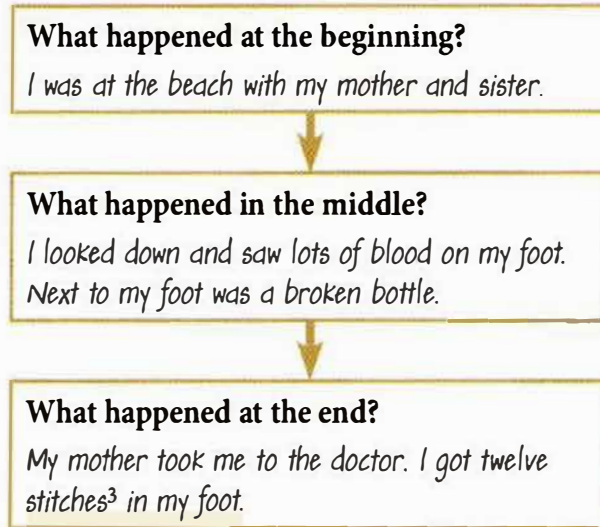 What happened at the beginning?
I was at the beach with my mother and sister.
What happened in the middle?
I looked down and saw lots of blood on my foot.
Next to my foot was a broken bottle.
What happened at the end?
My mother took me to the doctor. I got twelve
stitches³ in my foot.